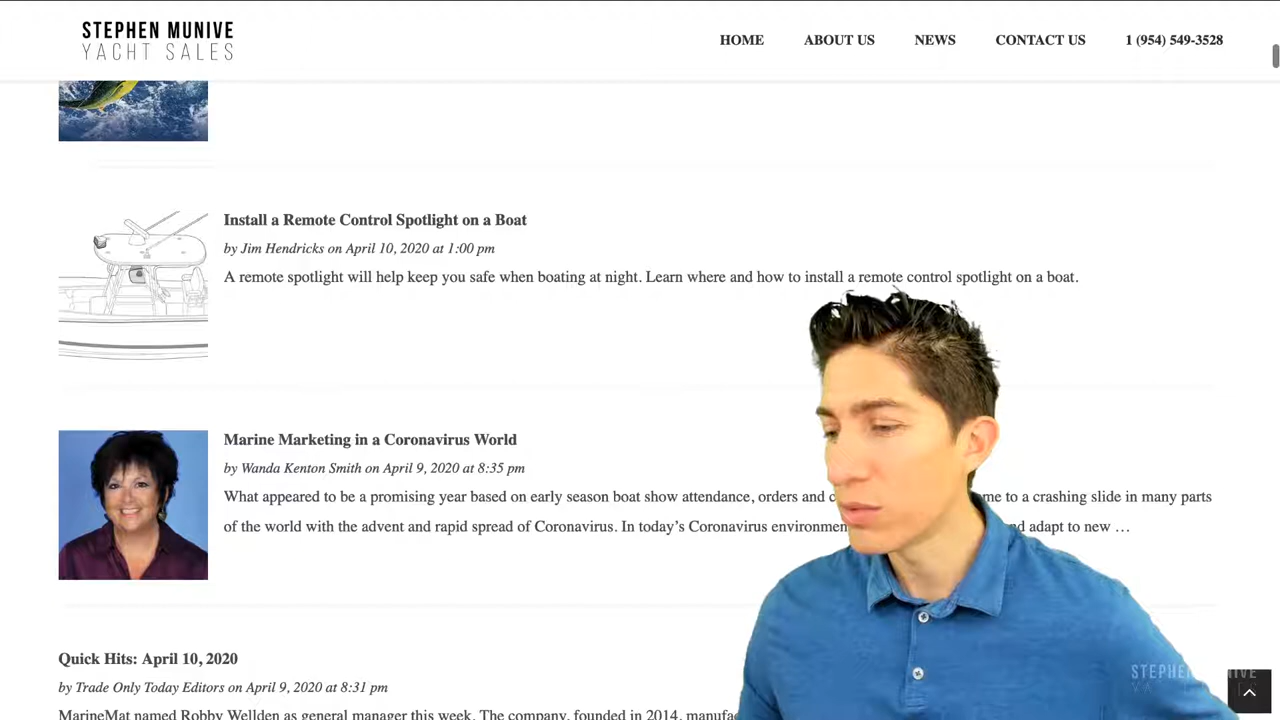 STEPHEN MUNIVE
YACHT SALES
HOME ABOUT US NEWS CONTACT US 1 (954) 549-3528
Install a Remote Control Spotlight on a Boat
by Jim Hendricks on April 10, 2020 at 1:00 pm
A remote spotlight will help keep you safe when boating at night. Learn where and how to install a remote control spotlight on a boat.
Marine Marketing in a Coronavirus World
by Wanda Kenton Smith on April 9, 2020 at 8:35 pm
What appeared to be a promising year based on early season boat show attendance, orders and to a crashing slide in many parts
of the world with the advent and rapid spread of Coronavirus. In today’s Coronavirus adapt to new …
Quick Hits: April 10, 2020
by Trade Only Today Editors on April 9, 2020 at 8:31 pm
MarineMat named Robby Wellden as general manager this week. The company, founded in 2014,
STEPHEN MUNIVE